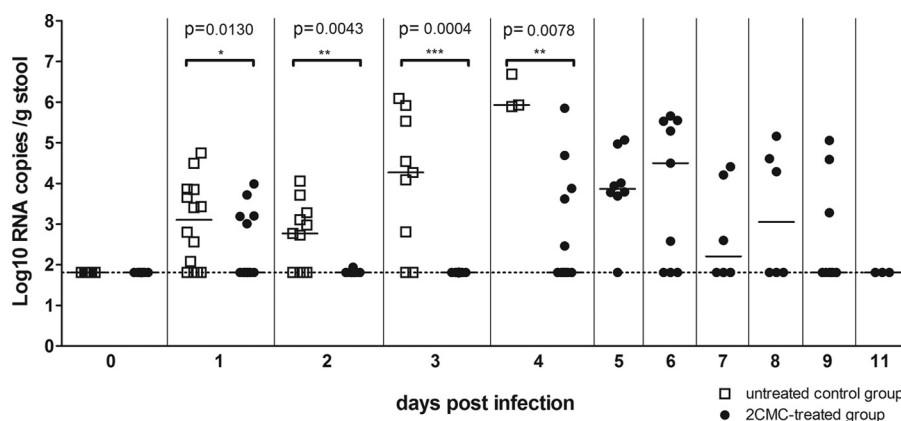 8
7
6
5
4
3
2
1
0
Log10 RNA copies /g stool
p=0.0130
*
p=0.0043
**
p=0.0004
***
p=0.0078
**
0 1 2 3 4 5 6 7 8 9 11
days post infection
untreated control group
2CMC-treated group